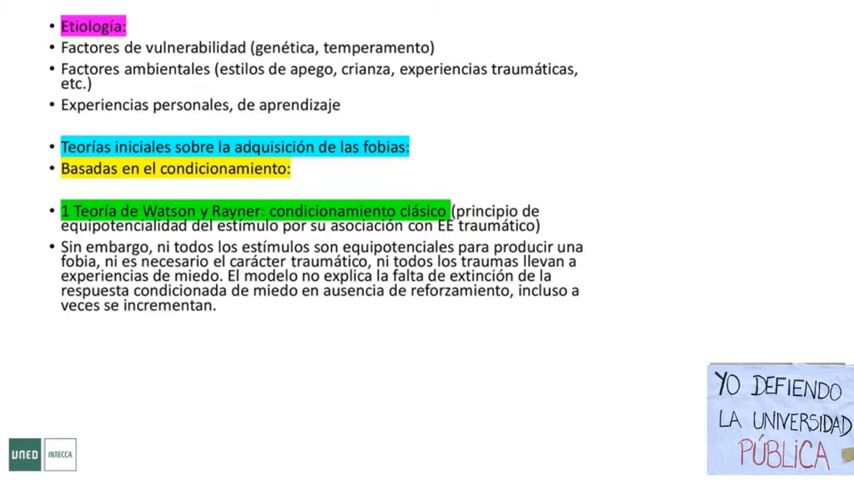 • Etiología:
• Factores de vulnerabilidad (genética, temperamento)
• Factores ambientales (estilos de apego, crianza, experiencias traumáticas,
etc.)
• Experiencias personales, de aprendizaje
• Teorías iniciales sobre la adquisición de las fobias:
• Basadas en el condicionamiento:
• 1 Teoría de Watson y Rayner: condicionamiento clásico (principio de
equipotencialidad del estímulo por su asociación con EE traumático)
• Sin embargo, ni todos los estímulos son equipotenciales para producir una
fobia, ni es necesario el carácter traumático, ni todos los traumas llevan a
experiencias de miedo. El modelo no explica la falta de extinción de la
respuesta condicionada de miedo en ausencia de reforzamiento, incluso a
veces se incrementan.
YO DEFIENDO
LA UNIVERSIDAD
PÚBLICA
UNED INTECCA